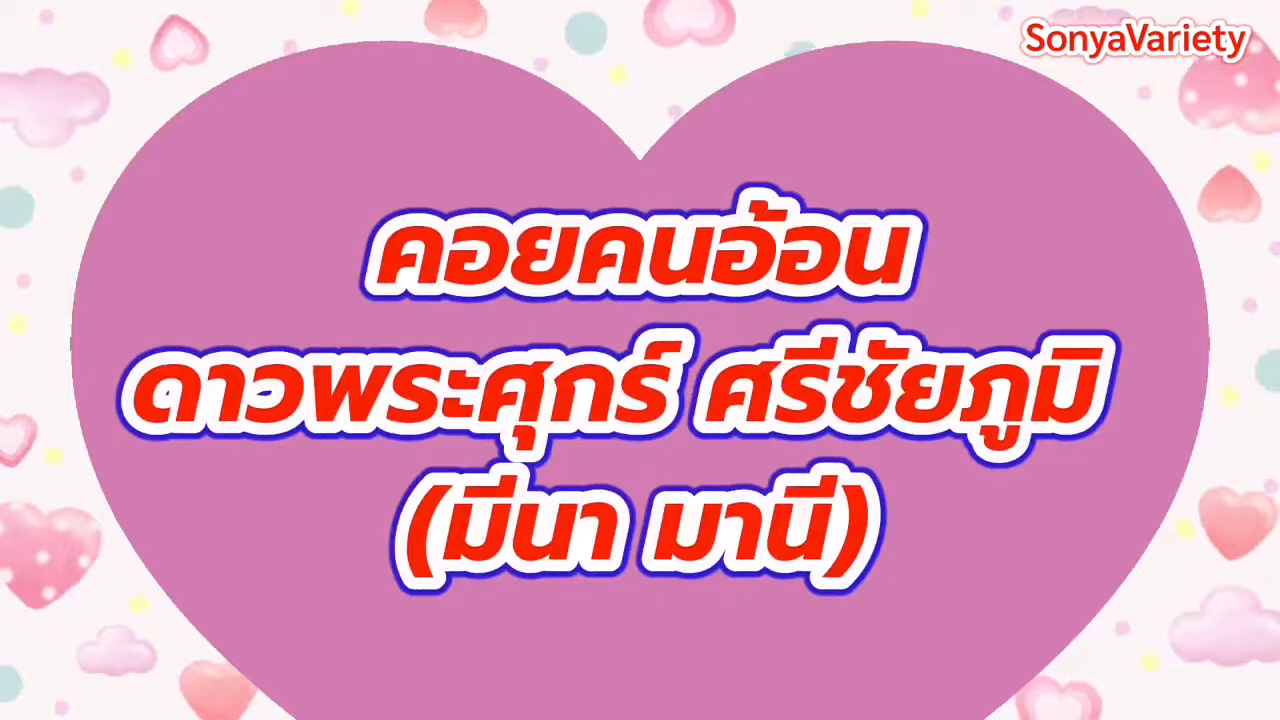 SonyaVariety
คอยคนอ้อน
ดาวพระศุกร์ ศรีชัยภูมิ
(มีนา มานี)